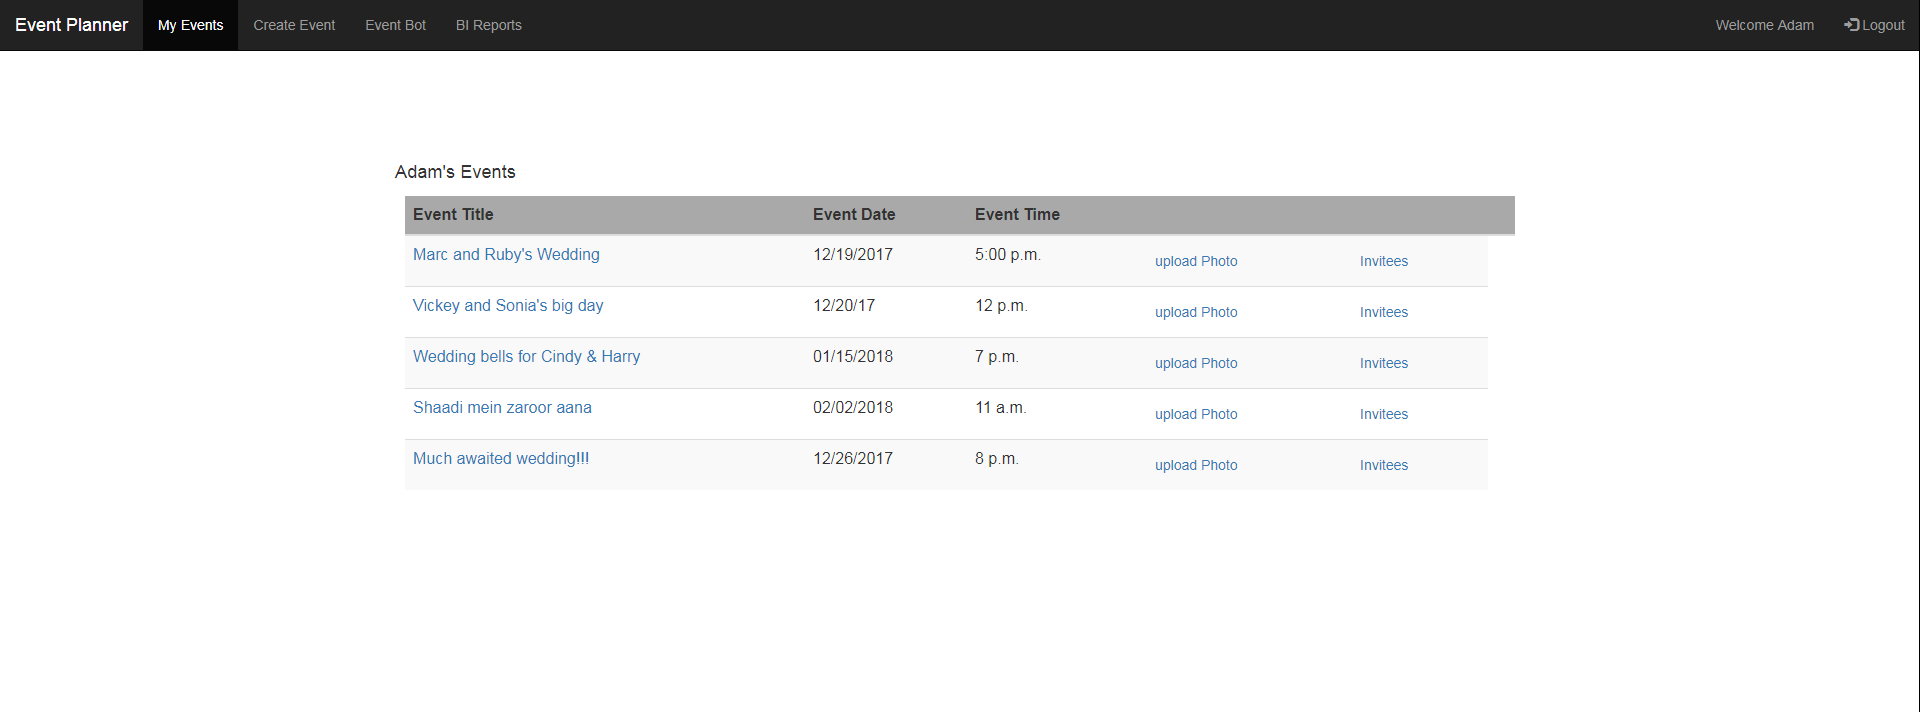 Event Planner My Events Create Event Event Bot BI Reports Welcome Adam Logout
Adam's Events
Event Title Event Date Event Time
Marc and Ruby's Wedding 12/19/2017 5:00 p.m. upload Photo Invitees
Vickey and Sonia's big day 12/20/17 12 p.m. upload Photo Invitees
Wedding bells for Cindy & Harry 01/15/2018 7 p.m. upload Photo Invitees
Shaadi mein zaroor aana 02/02/2018 11 a.m. upload Photo Invitees
Much awaited wedding!!! 12/26/2017 8 p.m. upload Photo Invitees